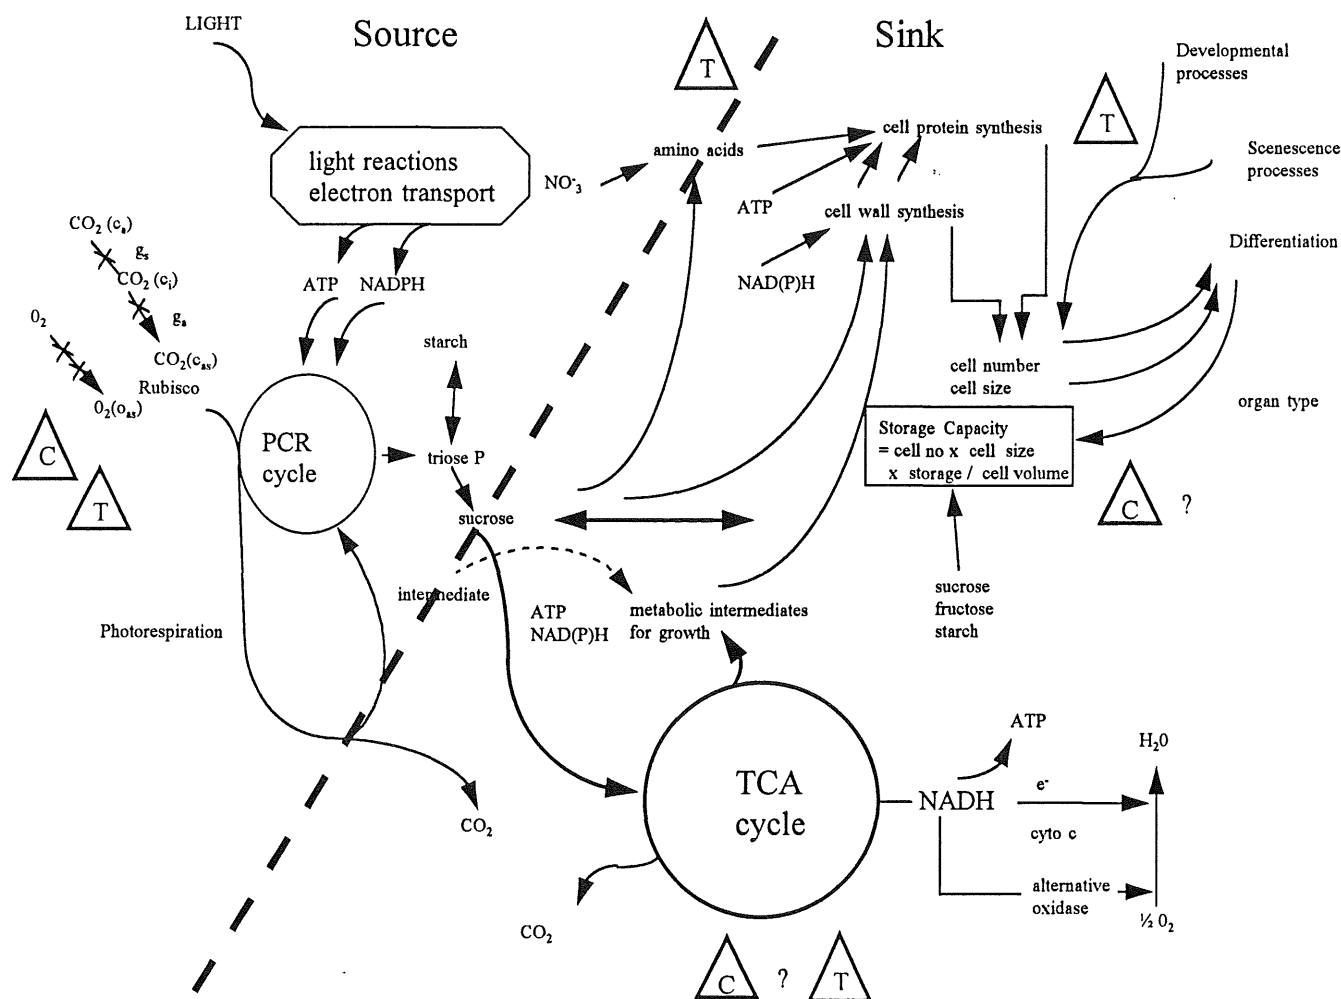 LIGHT
Source
Sink
T
Developmental
processes
T
light reactions
electron transport
amino acids
cell protein synthesis
Scenescence
processes
NO⁻₃
ATP
cell wall synthesis
Differentiation
CO₂ (cₐ)
gₛ
CO₂ (cᵢ)
gₐ
CO₂(cₐₛ)
ATP
NADPH
NAD(P)H
0₂
Rubisco
0₂(oₐₛ)
starch
cell number
cell size
organ type
C
T
PCR
cycle
triose P
Storage Capacity
= cell no x cell size
x storage / cell volume
C
?
sucrose
intermediate
ATP
NAD(P)H
metabolic intermediates
for growth
sucrose
fructose
starch
Photorespiration
CO₂
TCA
cycle
ATP
H₂0
NADH
e⁻
cyto c
alternative
oxidase
½ O₂
CO₂
C
?
T